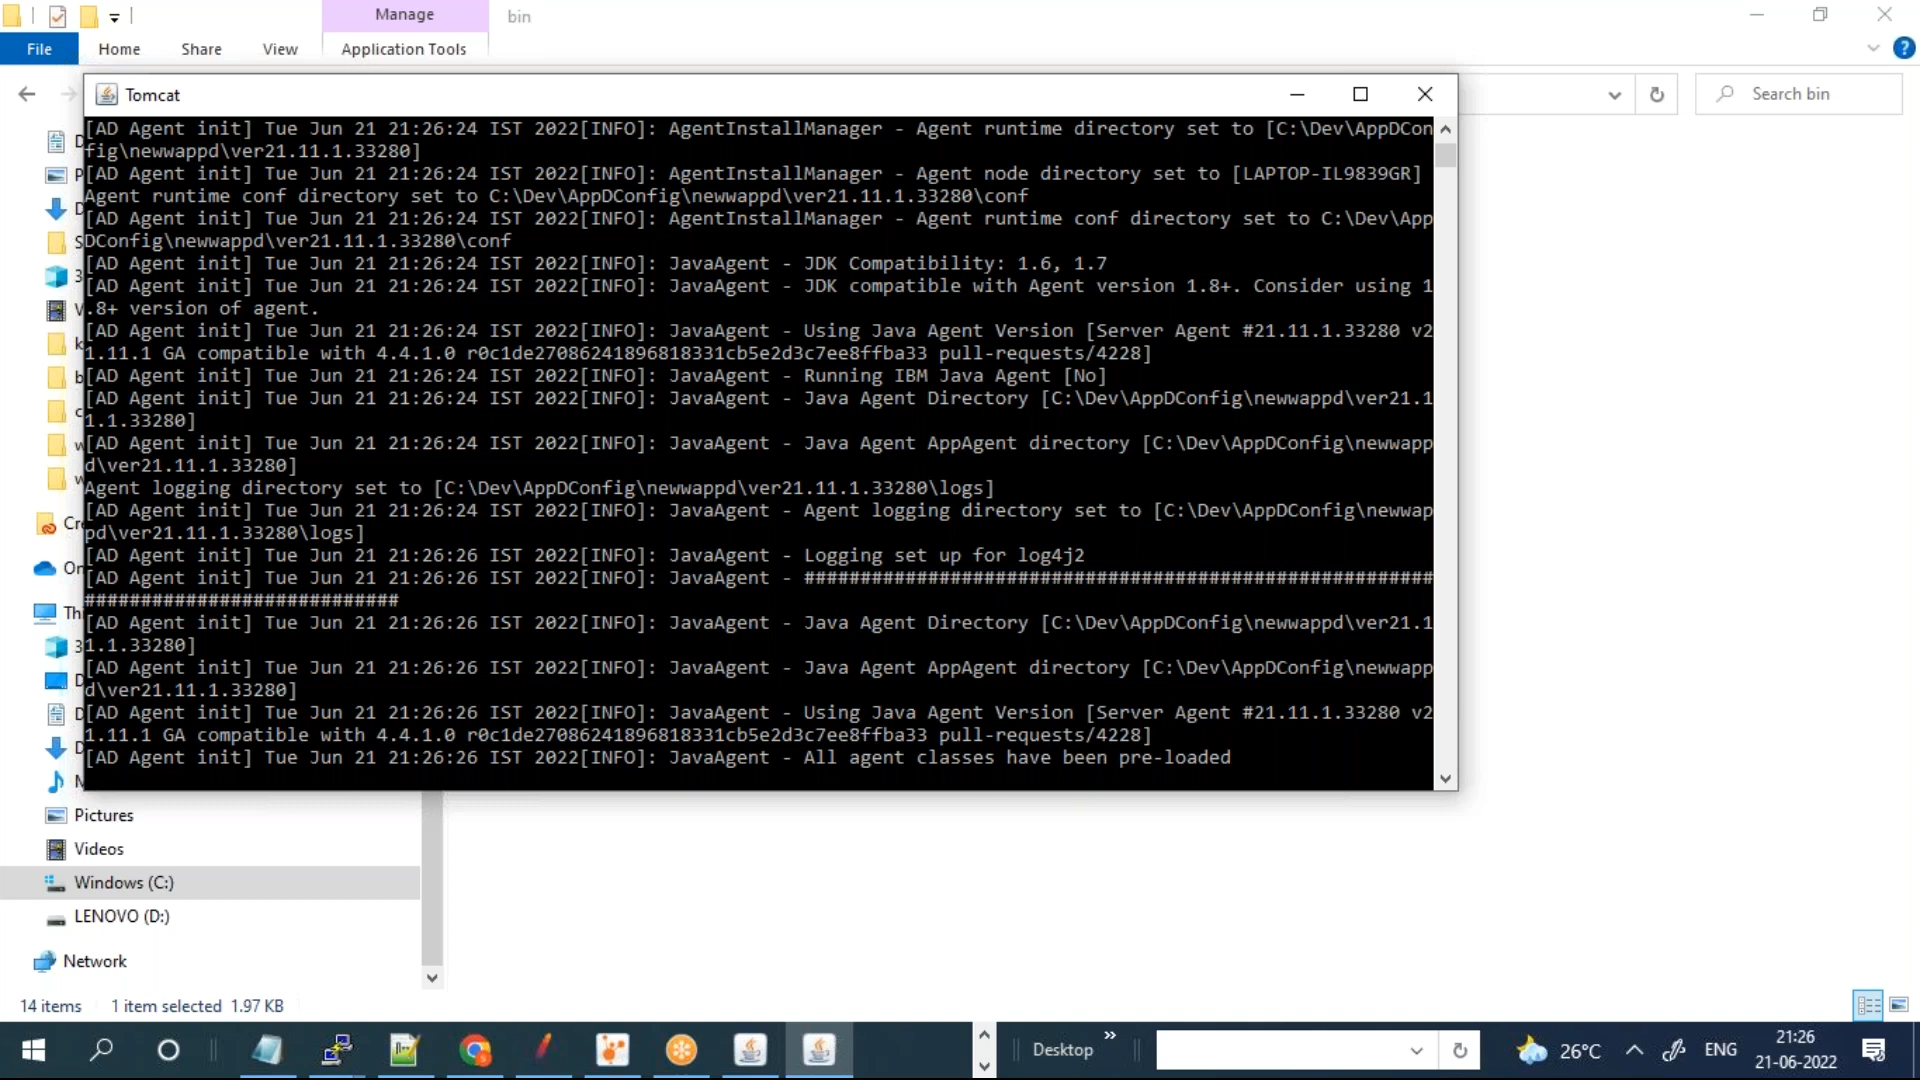 Manage
bin
File
Home
Share
View
Application Tools
Search bin
Tomcat
[AD Agent init] Tue Jun 21 21:26:24 IST 2022[INFO]: AgentInstallManager - Agent runtime directory set to [C:\Dev\AppDCon
fig\newwappd\ver21.11.1.33280]
[AD Agent init] Tue Jun 21 21:26:24 IST 2022[INFO]: AgentInstallManager - Agent node directory set to [LAPTOP-IL9839GR]
Agent runtime conf directory set to C:\Dev\AppDConfig\newwappd\ver21.11.1.33280\conf
[AD Agent init] Tue Jun 21 21:26:24 IST 2022[INFO]: AgentInstallManager - Agent runtime conf directory set to C:\Dev\App
DConfig\newwappd\ver21.11.1.33280\conf
[AD Agent init] Tue Jun 21 21:26:24 IST 2022[INFO]: JavaAgent - JDK Compatibility: 1.6, 1.7
[AD Agent init] Tue Jun 21 21:26:24 IST 2022[INFO]: JavaAgent - JDK compatible with Agent version 1.8+. Consider using 1
.8+ version of agent.
[AD Agent init] Tue Jun 21 21:26:24 IST 2022[INFO]: JavaAgent - Using Java Agent Version [Server Agent #21.11.1.33280 v2
1.11.1 GA compatible with 4.4.1.0 r0c1de27086241896818331cb5e2d3c7ee8ffba33 pull-requests/4228]
[AD Agent init] Tue Jun 21 21:26:24 IST 2022[INFO]: JavaAgent - Running IBM Java Agent [No]
[AD Agent init] Tue Jun 21 21:26:24 IST 2022[INFO]: JavaAgent - Java Agent Directory [C:\Dev\AppDConfig\newwappd\ver21.1
1.1.33280]
[AD Agent init] Tue Jun 21 21:26:24 IST 2022[INFO]: JavaAgent - Java Agent AppAgent directory [C:\Dev\AppDConfig\newwapp
d\ver21.11.1.33280]
Agent logging directory set to [C:\Dev\AppDConfig\newwappd\ver21.11.1.33280\logs]
[AD Agent init] Tue Jun 21 21:26:24 IST 2022[INFO]: JavaAgent - Agent logging directory set to [C:\Dev\AppDConfig\newwap
pd\ver21.11.1.33280\logs]
[AD Agent init] Tue Jun 21 21:26:26 IST 2022[INFO]: JavaAgent - Logging set up for log4j2
[AD Agent init] Tue Jun 21 21:26:26 IST 2022[INFO]: JavaAgent - ########################################################
############################
[AD Agent init] Tue Jun 21 21:26:26 IST 2022[INFO]: JavaAgent - Java Agent Directory [C:\Dev\AppDConfig\newwappd\ver21.1
1.1.33280]
[AD Agent init] Tue Jun 21 21:26:26 IST 2022[INFO]: JavaAgent - Java Agent AppAgent directory [C:\Dev\AppDConfig\newwapp
d\ver21.11.1.33280]
[AD Agent init] Tue Jun 21 21:26:26 IST 2022[INFO]: JavaAgent - Using Java Agent Version [Server Agent #21.11.1.33280 v2
1.11.1 GA compatible with 4.4.1.0 r0c1de27086241896818331cb5e2d3c7ee8ffba33 pull-requests/4228]
[AD Agent init] Tue Jun 21 21:26:26 IST 2022[INFO]: JavaAgent - All agent classes have been pre-loaded
Pictures
Videos
Windows (C:)
LENOVO (D:)
Network
14 items
1 item selected 1.97 KB
Desktop
26°C
ENG
21:26
21-06-2022